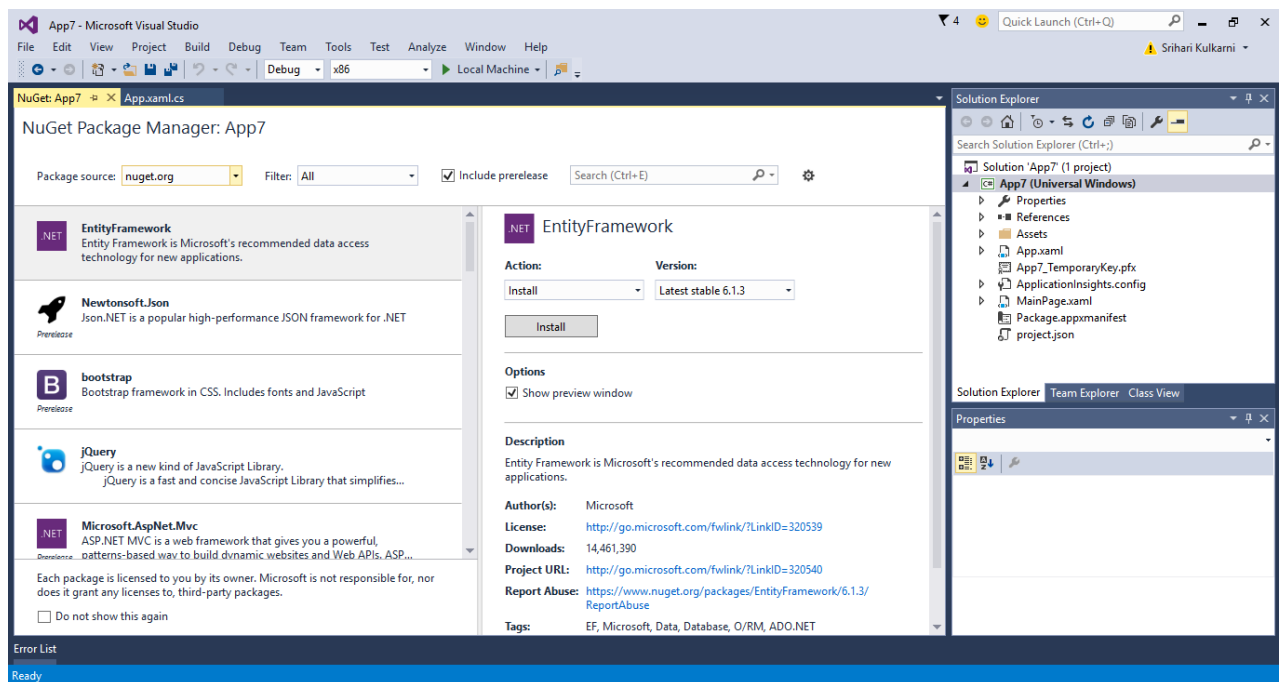 App7 - Microsoft Visual Studio
4
Quick Launch (Ctrl+Q)
File Edit View Project Build Debug Team Tools Test Analyze Window Help
Srihari Kulkarni
Debug x86 Local Machine
NuGet: App7 App.xaml.cs
NuGet Package Manager: App7
Package source: nuget.org Filter: All Include prerelease Search (Ctrl+E)
.NET
EntityFramework
Entity Framework is Microsoft's recommended data access
technology for new applications.
Newtonsoft.Json
Json.NET is a popular high-performance JSON framework for .NET
Prerelease
B
bootstrap
Bootstrap framework in CSS. Includes fonts and JavaScript
Prerelease
jQuery
jQuery is a new kind of JavaScript Library.
jQuery is a fast and concise JavaScript Library that simplifies...
.NET
Microsoft.AspNet.Mvc
ASP.NET MVC is a web framework that gives you a powerful,
Prerelease patterns-based way to build dynamic websites and Web APIs. ASP...
Each package is licensed to you by its owner. Microsoft is not responsible for, nor
does it grant any licenses to, third-party packages.
Do not show this again
.NET EntityFramework
Action: Version:
Install Latest stable 6.1.3
Install
Options
Show preview window
Description
Entity Framework is Microsoft's recommended data access technology for new
applications.
Author(s): Microsoft
License: http://go.microsoft.com/fwlink/?LinkID=320539
Downloads: 14,461,390
Project URL: http://go.microsoft.com/fwlink/?LinkID=320540
Report Abuse: https://www.nuget.org/packages/EntityFramework/6.1.3/
ReportAbuse
Tags: EF, Microsoft, Data, Database, O/RM, ADO.NET
Solution Explorer
Search Solution Explorer (Ctrl+;)
Solution 'App7' (1 project)
C# App7 (Universal Windows)
Properties
References
Assets
App.xaml
App7_TemporaryKey.pfx
ApplicationInsights.config
MainPage.xaml
Package.appxmanifest
project.json
Solution Explorer Team Explorer Class View
Properties
Error List
Ready